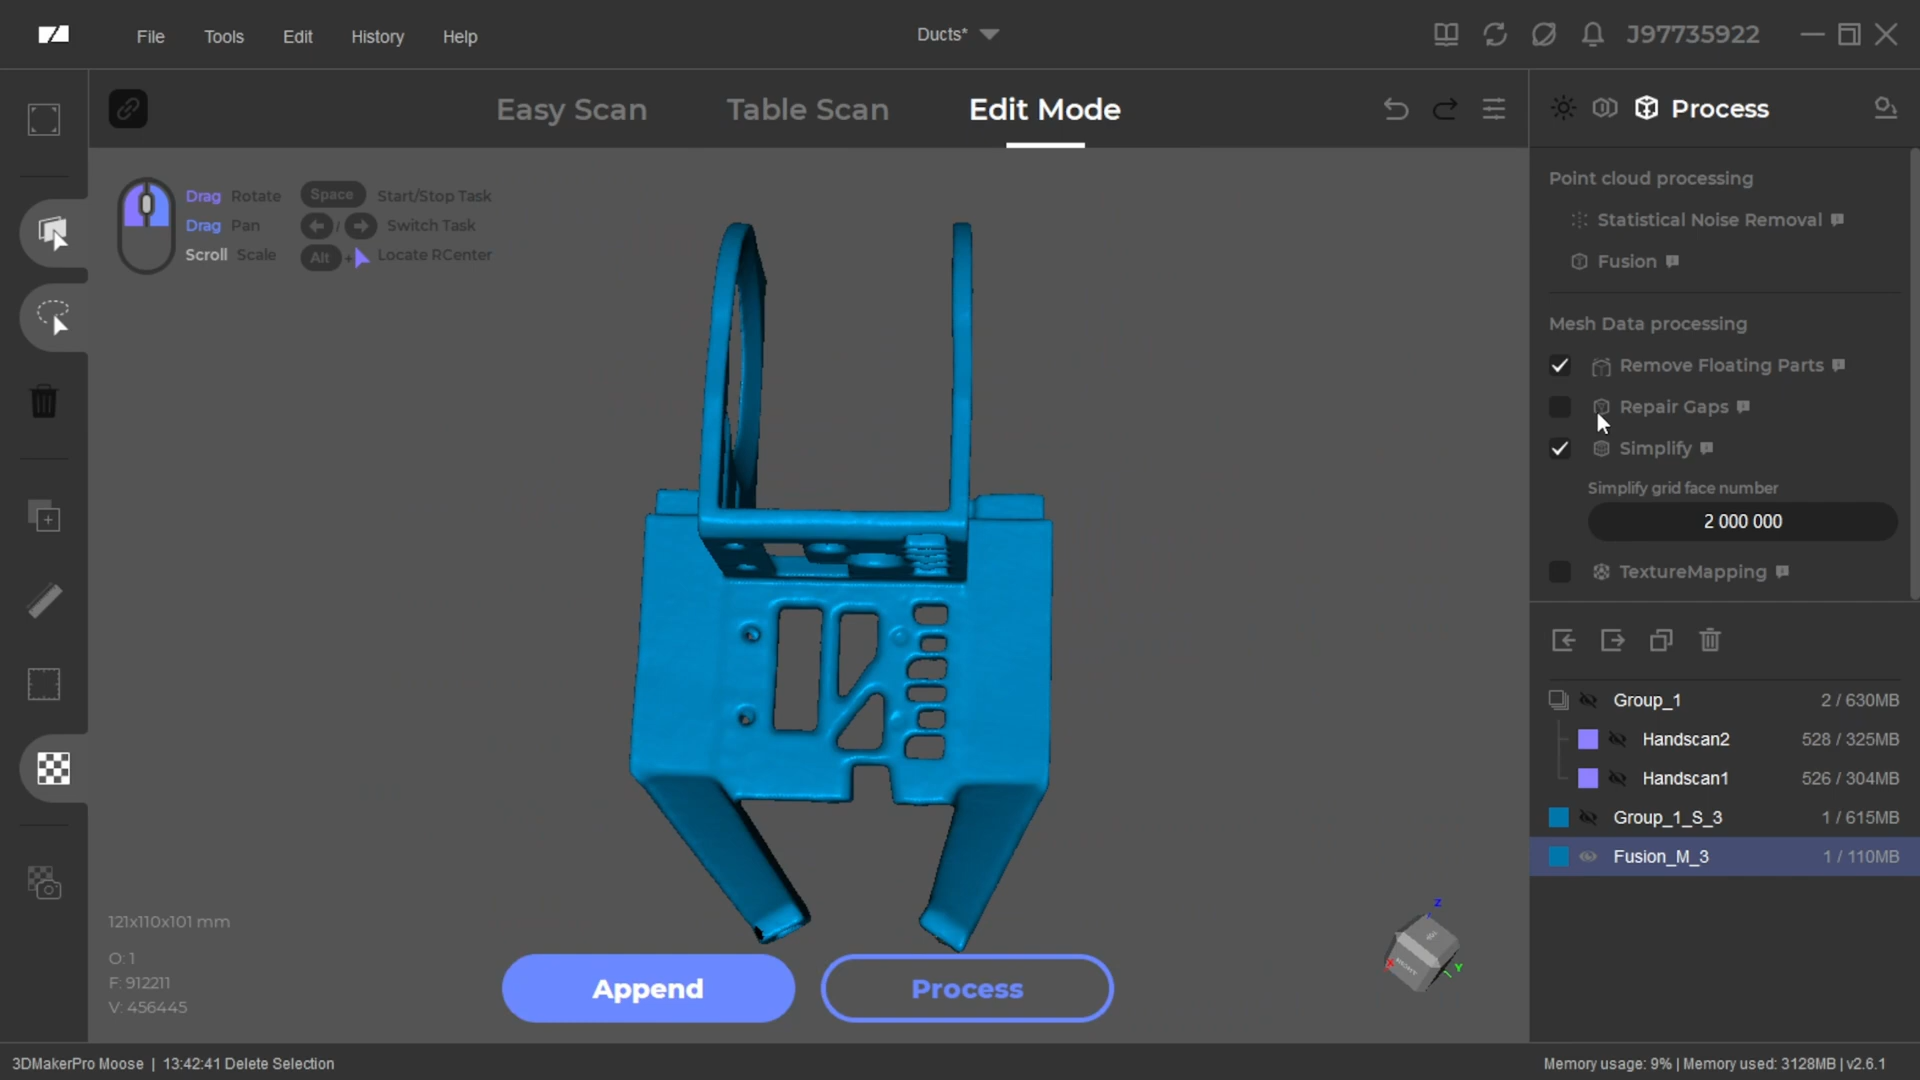 File Tools Edit History Help
Ducts*
J97735922
Easy Scan Table Scan Edit Mode
Process
Drag Rotate Space Start/Stop Task
Drag Pan / Switch Task
Scroll Scale Alt + Locate RCenter
Point cloud processing
Statistical Noise Removal
Fusion
Mesh Data processing
Remove Floating Parts
Repair Gaps
Simplify
Simplify grid face number
2 000 000
TextureMapping
Group_1 2 / 630MB
Handscan2 528 / 325MB
Handscan1 526 / 304MB
Group_1_S_3 1 / 615MB
Fusion_M_3 1 / 110MB
121x110x101 mm
O: 1
F: 912211
V: 456445
Append Process
Z
X
Y
3DMakerPro Moose | 13:42:41 Delete Selection
Memory usage: 9% | Memory used: 3128MB | v2.6.1